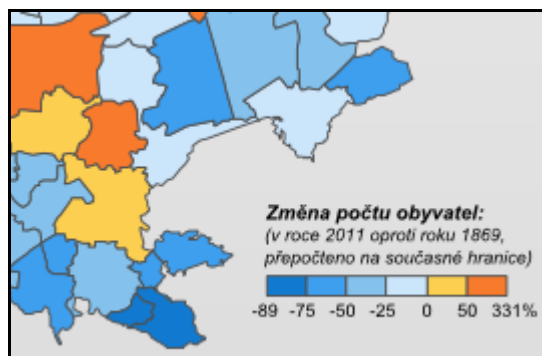 Změna počtu obyvatel:
(v roce 2011 oproti roku 1869,
přepočteno na současné hranice)
-89 -75 -50 -25 0 50 331%